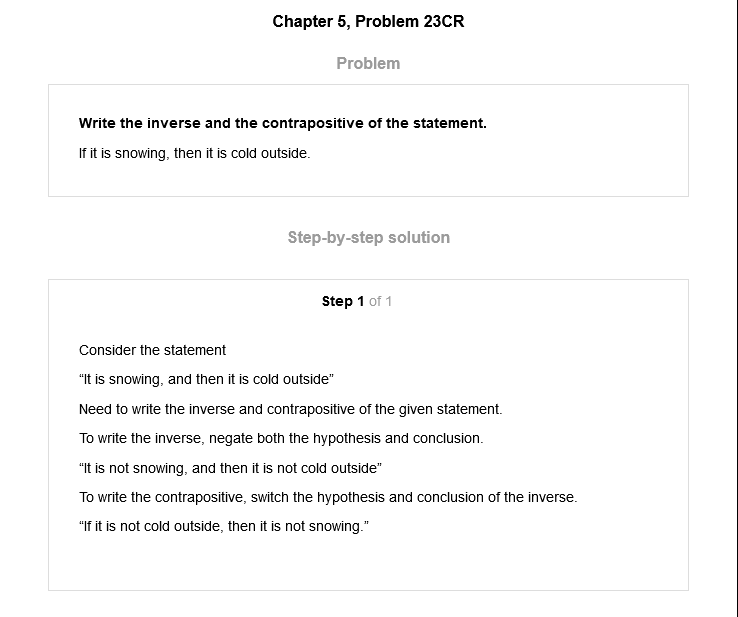 Chapter 5, Problem 23CR
Problem
Write the inverse and the contrapositive of the statement.
If it is snowing, then it is cold outside.
Step-by-step solution
Step 1 of 1
Consider the statement
“It is snowing, and then it is cold outside”
Need to write the inverse and contrapositive of the given statement.
To write the inverse, negate both the hypothesis and conclusion.
“It is not snowing, and then it is not cold outside”
To write the contrapositive, switch the hypothesis and conclusion of the inverse.
“If it is not cold outside, then it is not snowing.”